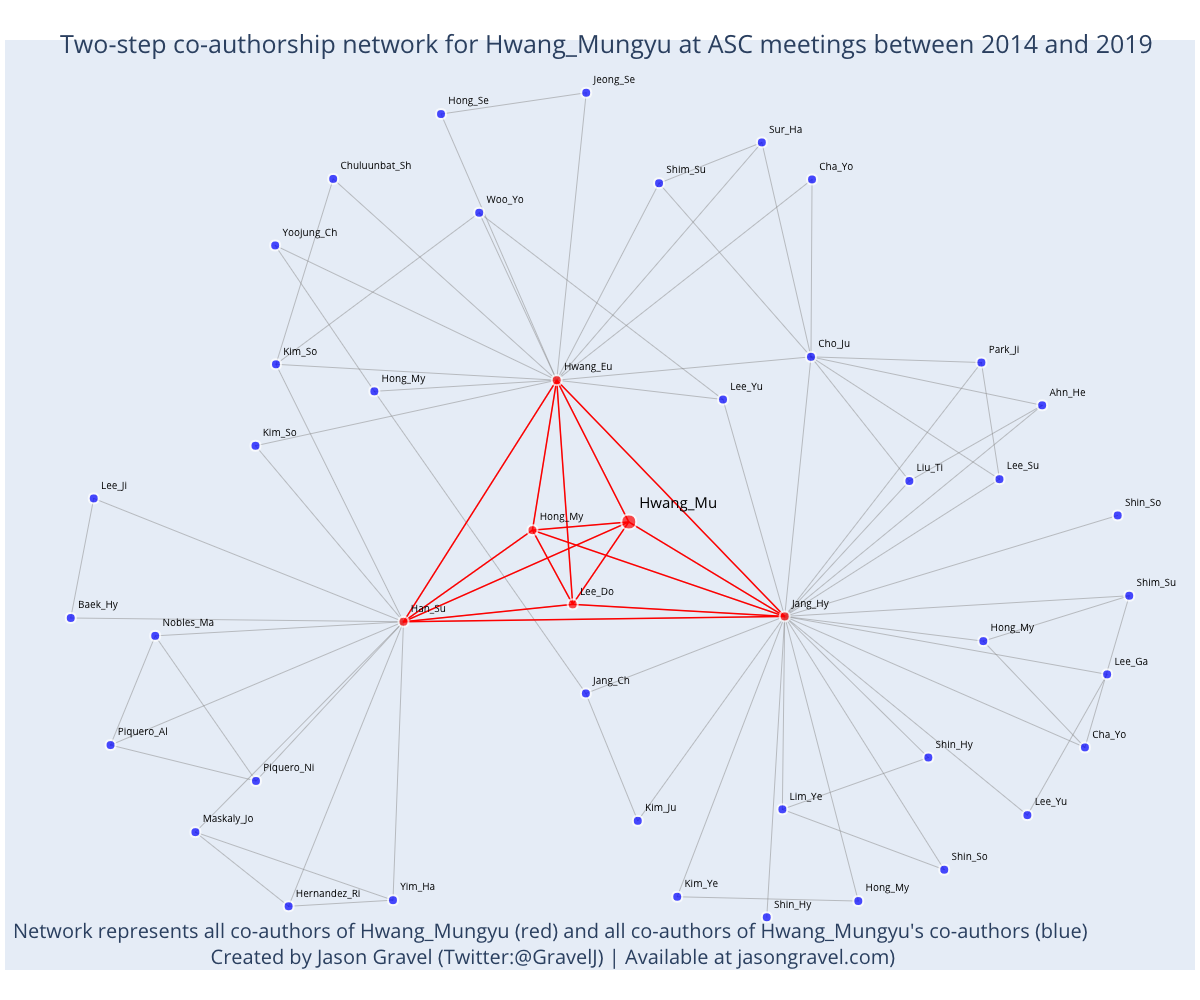 Two-step co-authorship network for Hwang_Mungyu at ASC meetings between 2014 and 2019
Jeong_Se
Hong_Se
Sur_Ha
Chuluunbat_Sh
Shim_Su
Cha_Yo
Woo_Yo
Yoojung_Ch
Cho_Ju
Kim_So
Park_Ji
Hwang_Eu
Hong_My
Lee_Yu
Ahn_He
Kim_So
Liu_Ti
Lee_Su
Lee_Ji
Hwang_Mu
Shin_So
Hong_My
Shim_Su
Lee_Do
Baek_Hy
Han_Su
Jang_Hy
Nobles_Ma
Hong_My
Lee_Ga
Jang_Ch
Piquero_Al
Cha_Yo
Shin_Hy
Piquero_Ni
Lim_Ye
Lee_Yu
Kim_Ju
Maskaly_Jo
Shin_So
Kim_Ye
Yim_Ha
Hong_My
Hernandez_Ri
Shin_Hy
Network represents all co-authors of Hwang_Mungyu (red) and all co-authors of Hwang_Mungyu's co-authors (blue)
Created by Jason Gravel (Twitter:@GravelJ) | Available at jasongravel.com)